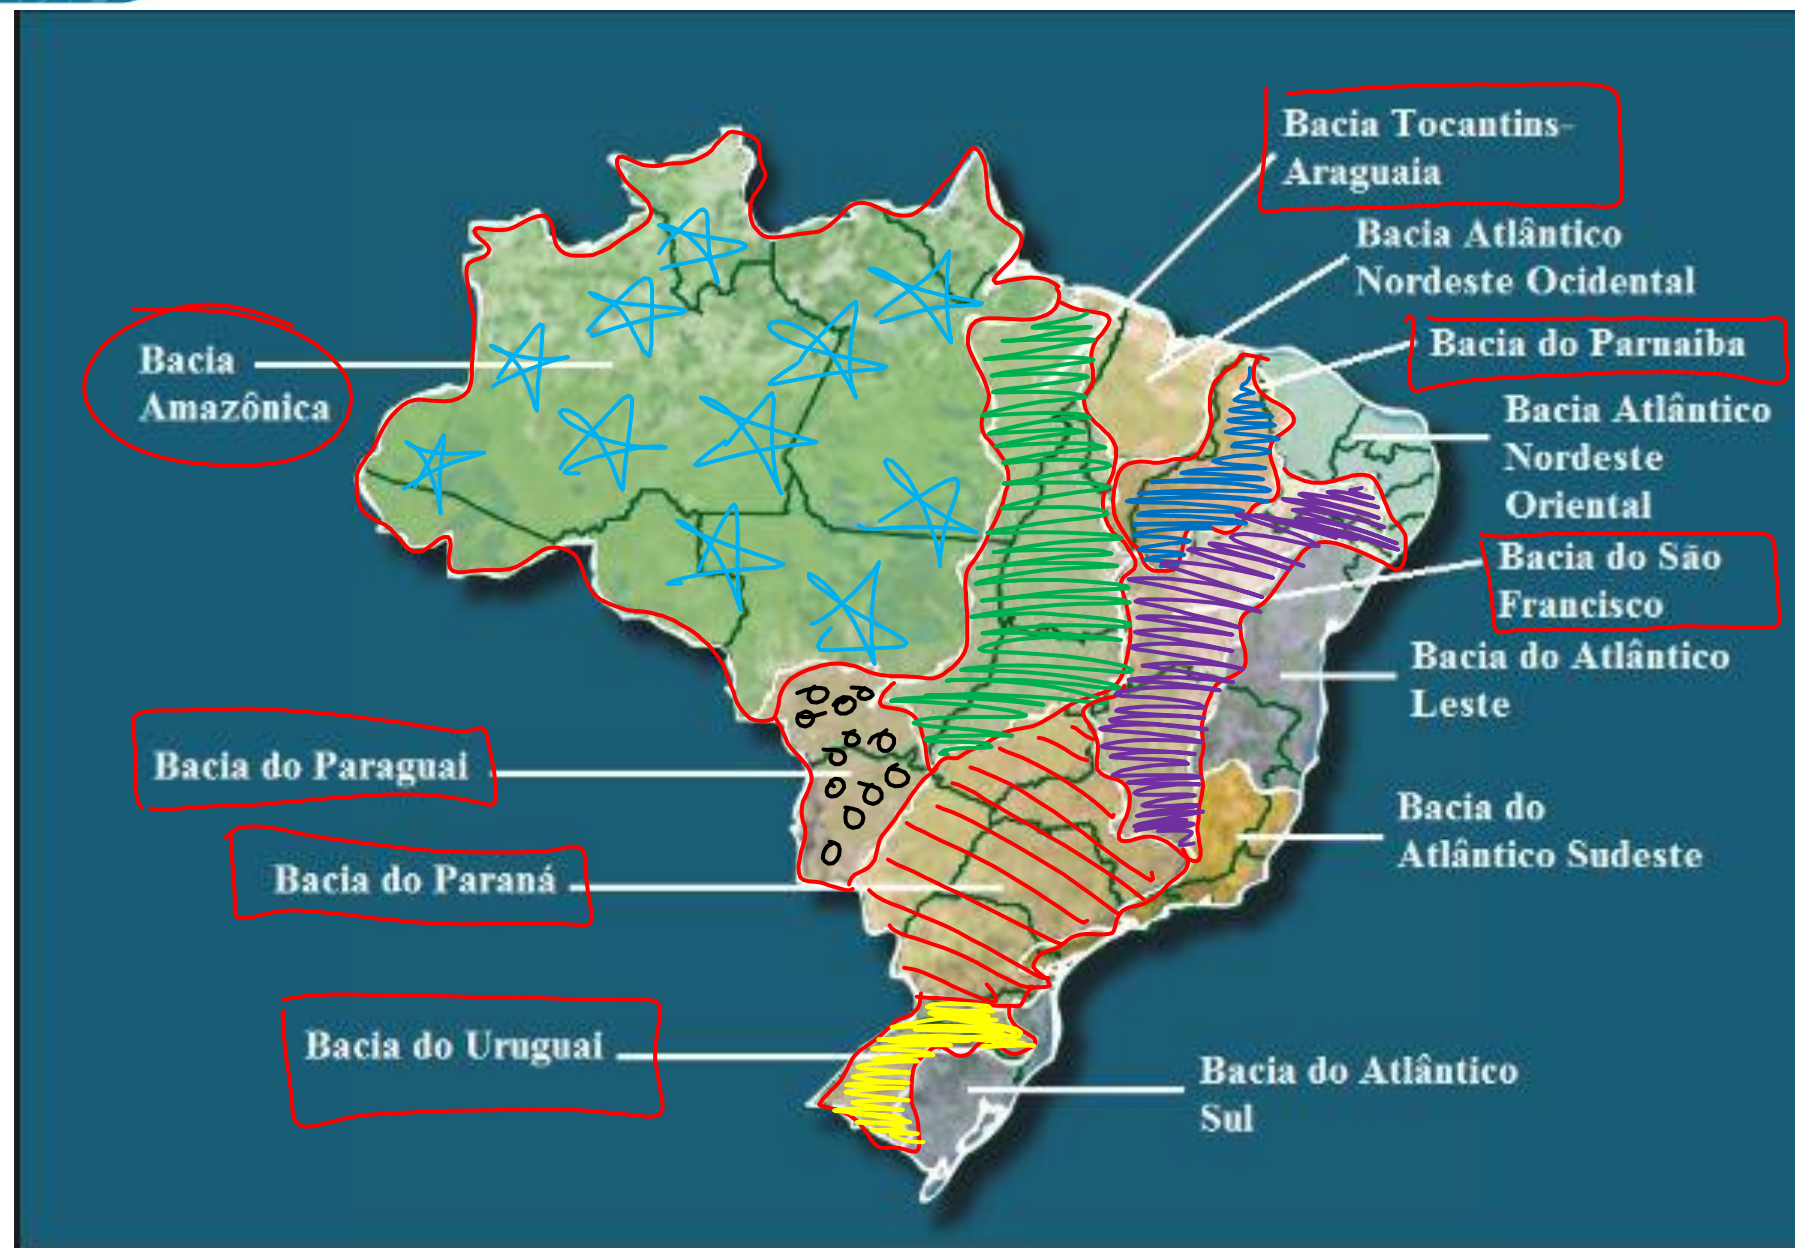 Bacia Tocantins-
Araguaia
Bacia Atlântico
Nordeste Ocidental
Bacia do Parnaíba
Bacia
Amazônica
Bacia Atlântico
Nordeste
Oriental
Bacia do São
Francisco
Bacia do Atlântico
Leste
Bacia do Paraguai
Bacia do
Atlântico Sudeste
Bacia do Paraná
Bacia do Uruguai
Bacia do Atlântico
Sul